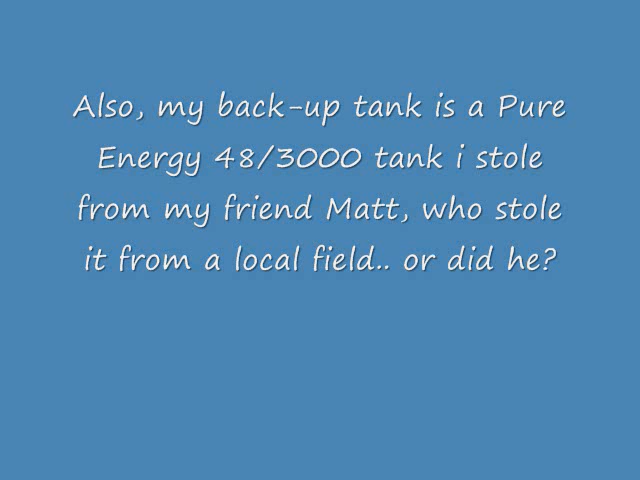 Also, my back-up tank is a Pure
Energy 48/3000 tank i stole
from my friend Matt, who stole
it from a local field.. or did he?